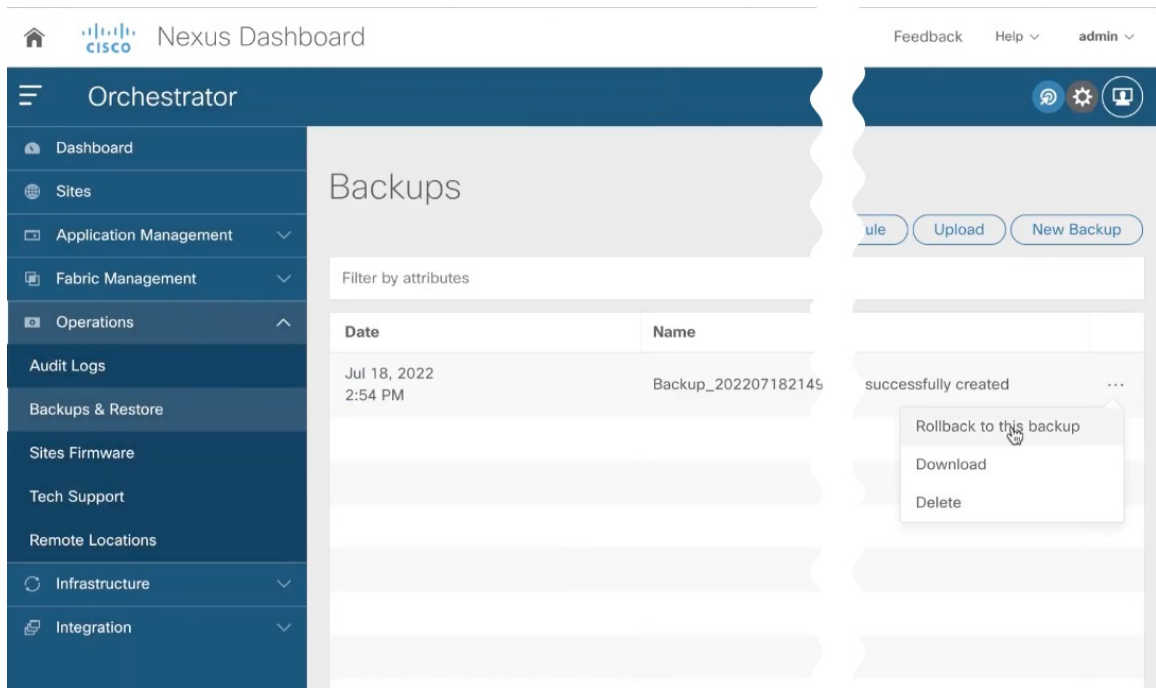 CISCO Nexus Dashboard
Feedback Help admin
Orchestrator
Dashboard
Sites
Application Management
Fabric Management
Operations
Audit Logs
Backups & Restore
Sites Firmware
Tech Support
Remote Locations
Infrastructure
Integration
Backups
Upload New Backup
Filter by attributes
Date Name
Jul 18, 2022
2:54 PM
Backup_202207182149 successfully created ...
Rollback to this backup
Download
Delete